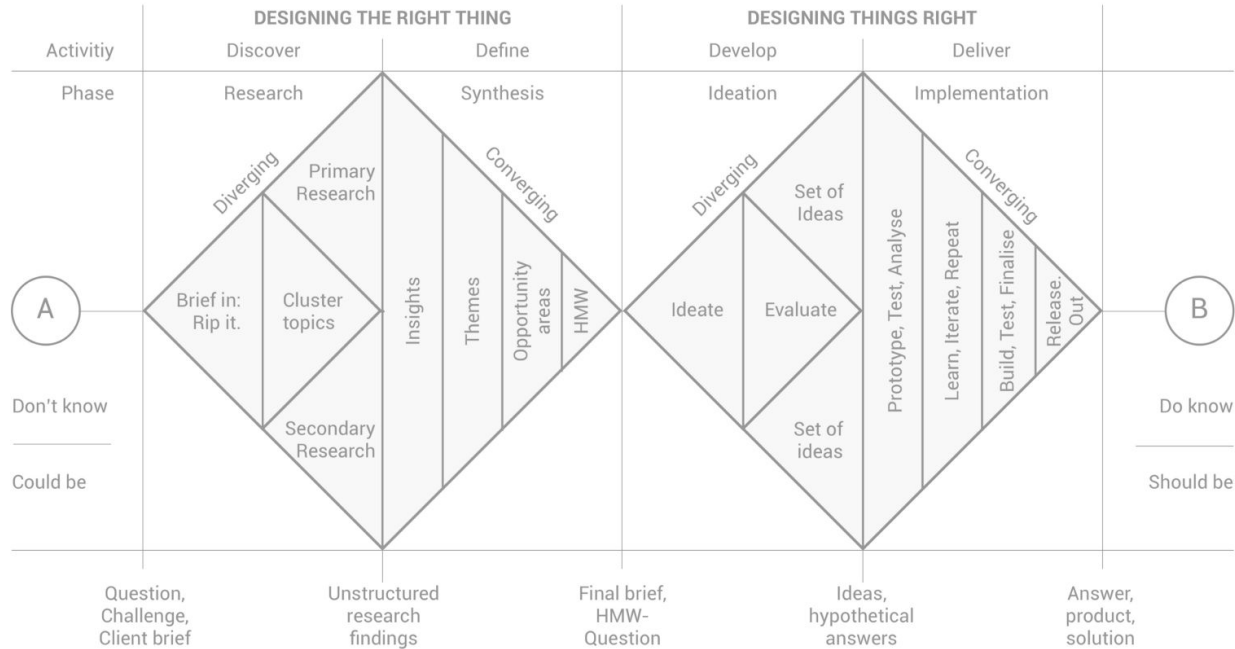 DESIGNING THE RIGHT THING
DESIGNING THINGS RIGHT
Activitiy
Discover
Define
Develop
Deliver
Phase
Research
Synthesis
Ideation
Implementation
Diverging
Converging
Diverging
Converging
Primary
Research
Set of
Ideas
A
Brief in:
Rip it.
Cluster
topics
Insights
Themes
Opportunity
areas
HMW
Ideate
Evaluate
Prototype, Test, Analyse
Learn, Iterate, Repeat
Build, Test, Finalise
Release.
Out
B
Don't know
Could be
Secondary
Research
Set of
ideas
Do know
Should be
Question,
Challenge,
Client brief
Unstructured
research
findings
Final brief,
HMW-
Question
Ideas,
hypothetical
answers
Answer,
product,
solution